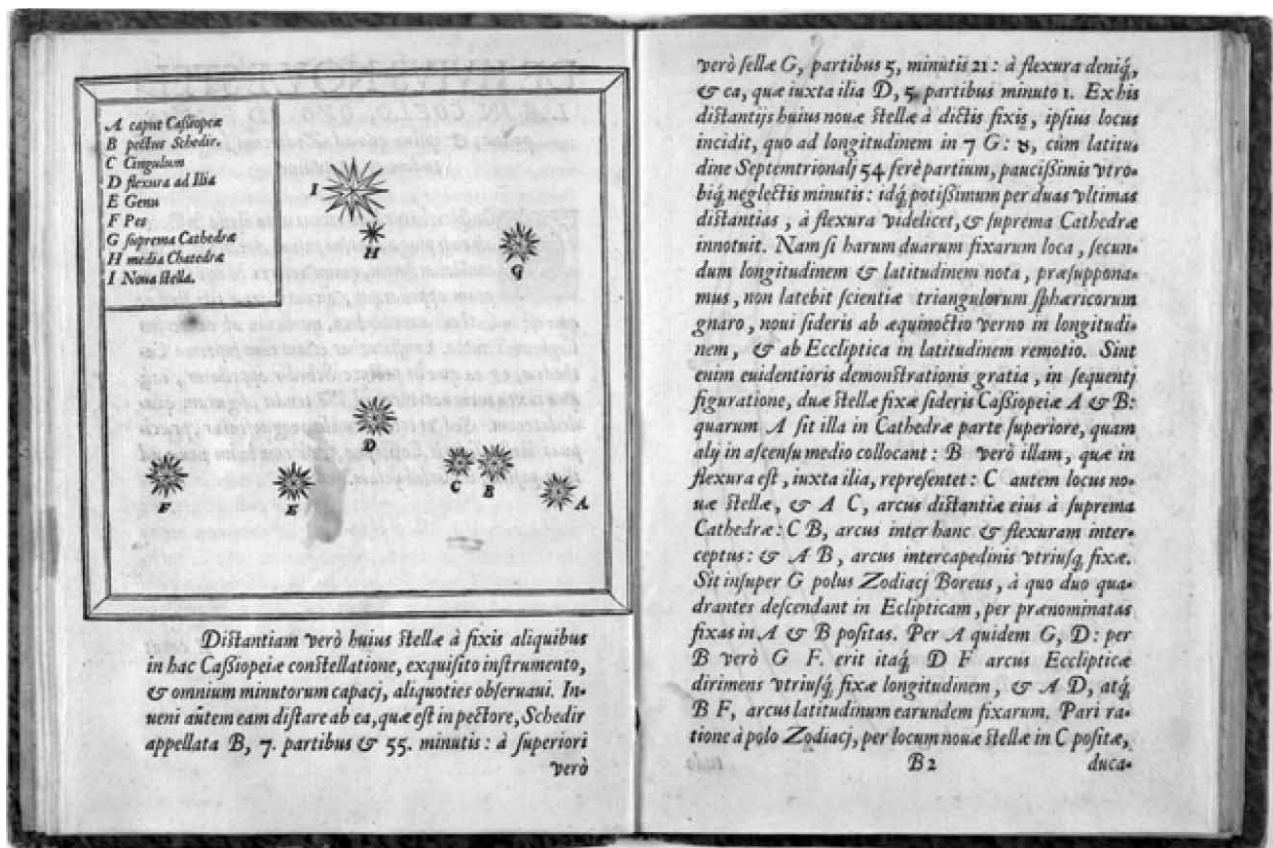 A caput Cassiopeæ
B pectus Schedir.
C Cingulum
D flexura ad Ilia
E Genu
F Pes
G suprema Cathedræ
H media Chatedræ
I Noua stella.
I
H
G
D
C
B
A
E
F
Distantiam verò huius stellæ à fixis aliquibus
in hac Cassiopeiæ constellatione, exquisito instrumento,
& omnium minutorum capacj, aliquoties obseruaui. In-
ueni aũtem eam distare ab ea, quæ est in pectore, Schedir
appellata B, 7. partibus & 55. minutis: à superiori
verò
verò sellæ G, partibus 5, minutis 21: à flexura deniq́,
& ea, quæ iuxta ilia D, 5, partibus minuto 1. Ex his
distantijs huius nouæ stellæ à dictis fixis, ipsius locus
incidit, quo ad longitudinem in 7 G: ♉, cùm latitu-
dine Septemtrionalj 54 ferè partium, paucissimis vtro-
biq́, neglectis minutis: idq́, potissimum per duas vltimas
distantias, à flexura videlicet, & suprema Cathedræ
innotuit. Nam si harum duarum fixarum loca, secun-
dum longitudinem & latitudinem nota, præsuppona-
mus, non latebit scientiæ triangulorum sphæricorum
gnaro, noui sideris ab æquinoctio verno in longitudi-
nem, & ab Eccliptica in latitudinem remotio. Sint
enim euidentioris demonstrationis gratia, in sequentj
figuratione, duæ stellæ fixæ sideris Cassiopeiæ A & B:
quarum A sit illa in Cathedræ parte superiore, quam
alij in ascensu medio collocant: B verò illam, quæ in
flexura est, iuxta ilia, repræsentet: C autem locus no-
uæ stellæ, & A C, arcus distantiæ eius à suprema
Cathedræ: C B, arcus inter hanc & flexuram inter-
ceptus: & A B, arcus intercapedinis vtriusq́, fixæ.
Sit insuper G polus Zodiacj Boreus, à quo duo qua-
drantes descendant in Eclipticam, per prænominatas
fixas in A & B positas. Per A quidem G, D: per
B verò G F. erit itaq́, D F arcus Ecclipticæ
dirimens vtriusq́, fixæ longitudinem, & A D, atq́,
B F, arcus latitudinum earundem fixarum. Pari ra-
tione à polo Zodiacj, per locum nouæ stellæ in C positæ,
B 2 duca-